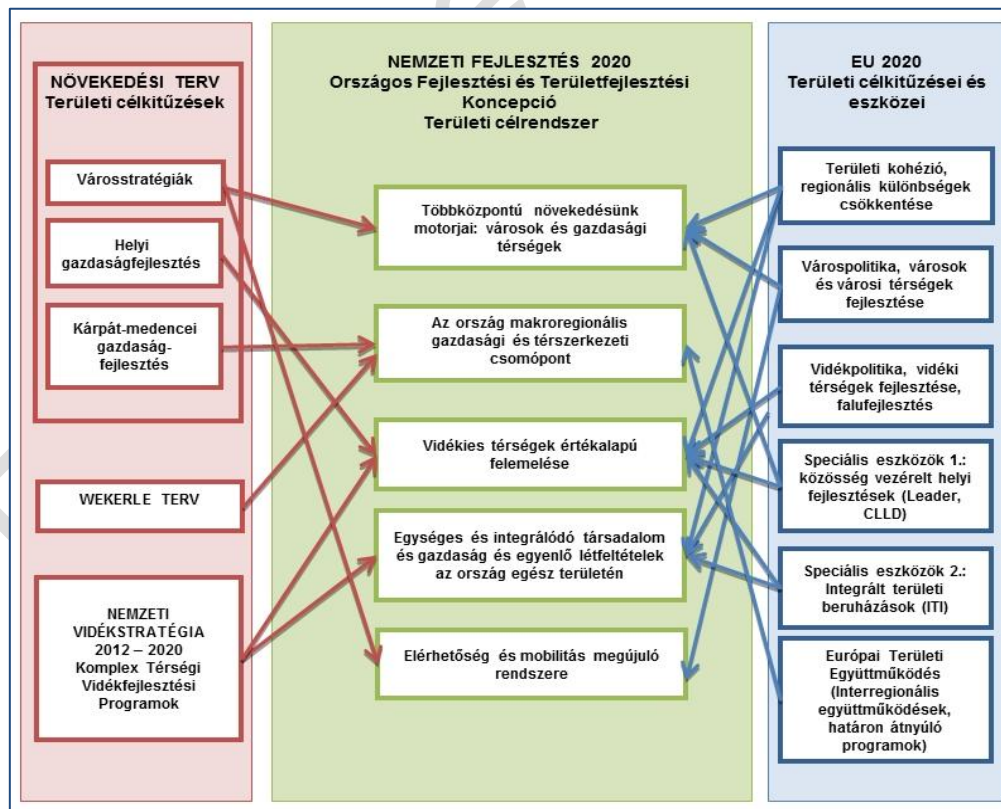 NÖVEKEDÉSI TERV
Területi célkitűzések
Városstratégiák
Helyi
gazdaságfejlesztés
Kárpát-medencei
gazdaság-
fejlesztés
WEKERLE TERV
NEMZETI
VIDÉKSTRATÉGIA
2012 – 2020
Komplex Térségi
Vidékfejlesztési
Programok
NEMZETI FEJLESZTÉS 2020
Országos Fejlesztési és Területfejlesztési
Koncepció
Területi célrendszer
Többközpontú növekedésünk
motorjai: városok és gazdasági
térségek
Az ország makroregionális
gazdasági és térszerkezeti
csomópont
Vidékies térségek értékalapú
felemelése
Egységes és integrálódó társadalom
és gazdaság és egyenlő létfeltételek
az ország egész területén
Elérhetőség és mobilitás megújuló
rendszere
EU 2020
Területi célkitűzései és
eszközei
Területi kohézió,
regionális különbségek
csökkentése
Várospolitika, városok
és városi térségek
fejlesztése
Vidékpolitika, vidéki
térségek fejlesztése,
falufejlesztés
Speciális eszközök 1.:
közösség vezérelt helyi
fejlesztések (Leader,
CLLD)
Speciális eszközök 2.:
Integrált területi
beruházások (ITI)
Európai Területi
Együttműködés
(Interregionális
együttműködések,
határon átnyúló
programok)